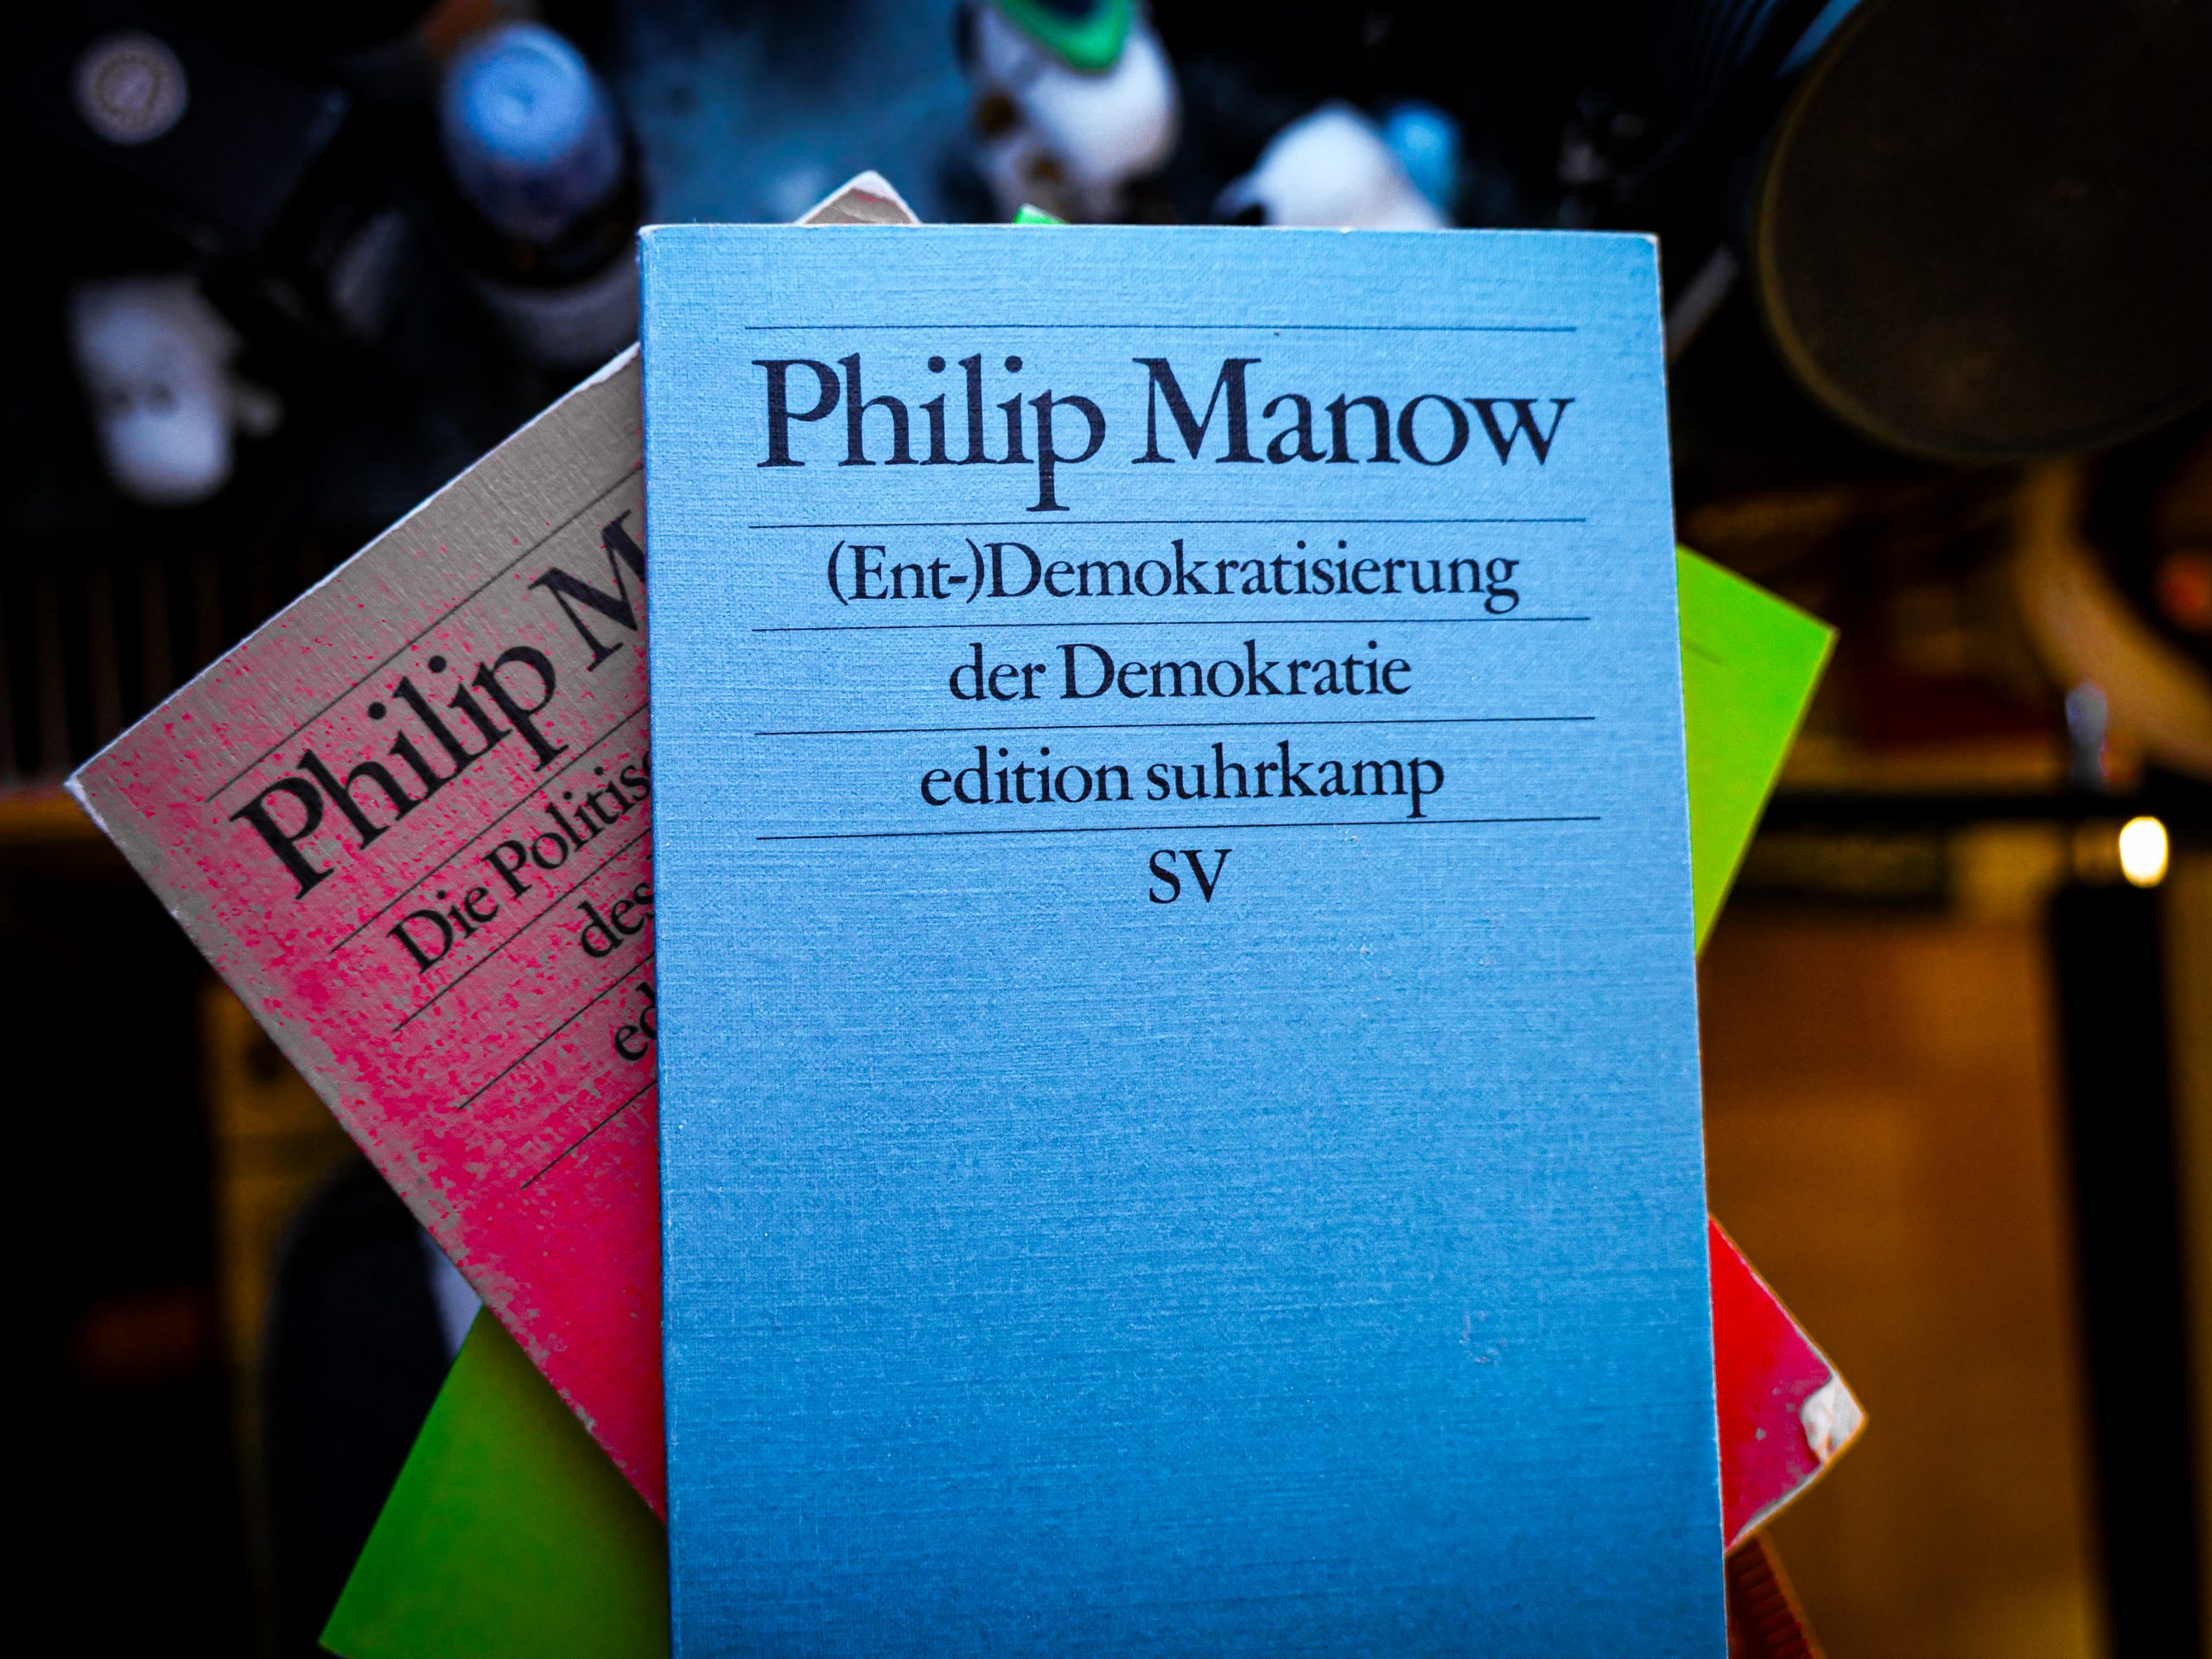 Philip Manow
(Ent-)Demokratisierung
der Demokratie
edition suhrkamp
SV
Philip M
Die Politis
des
ed